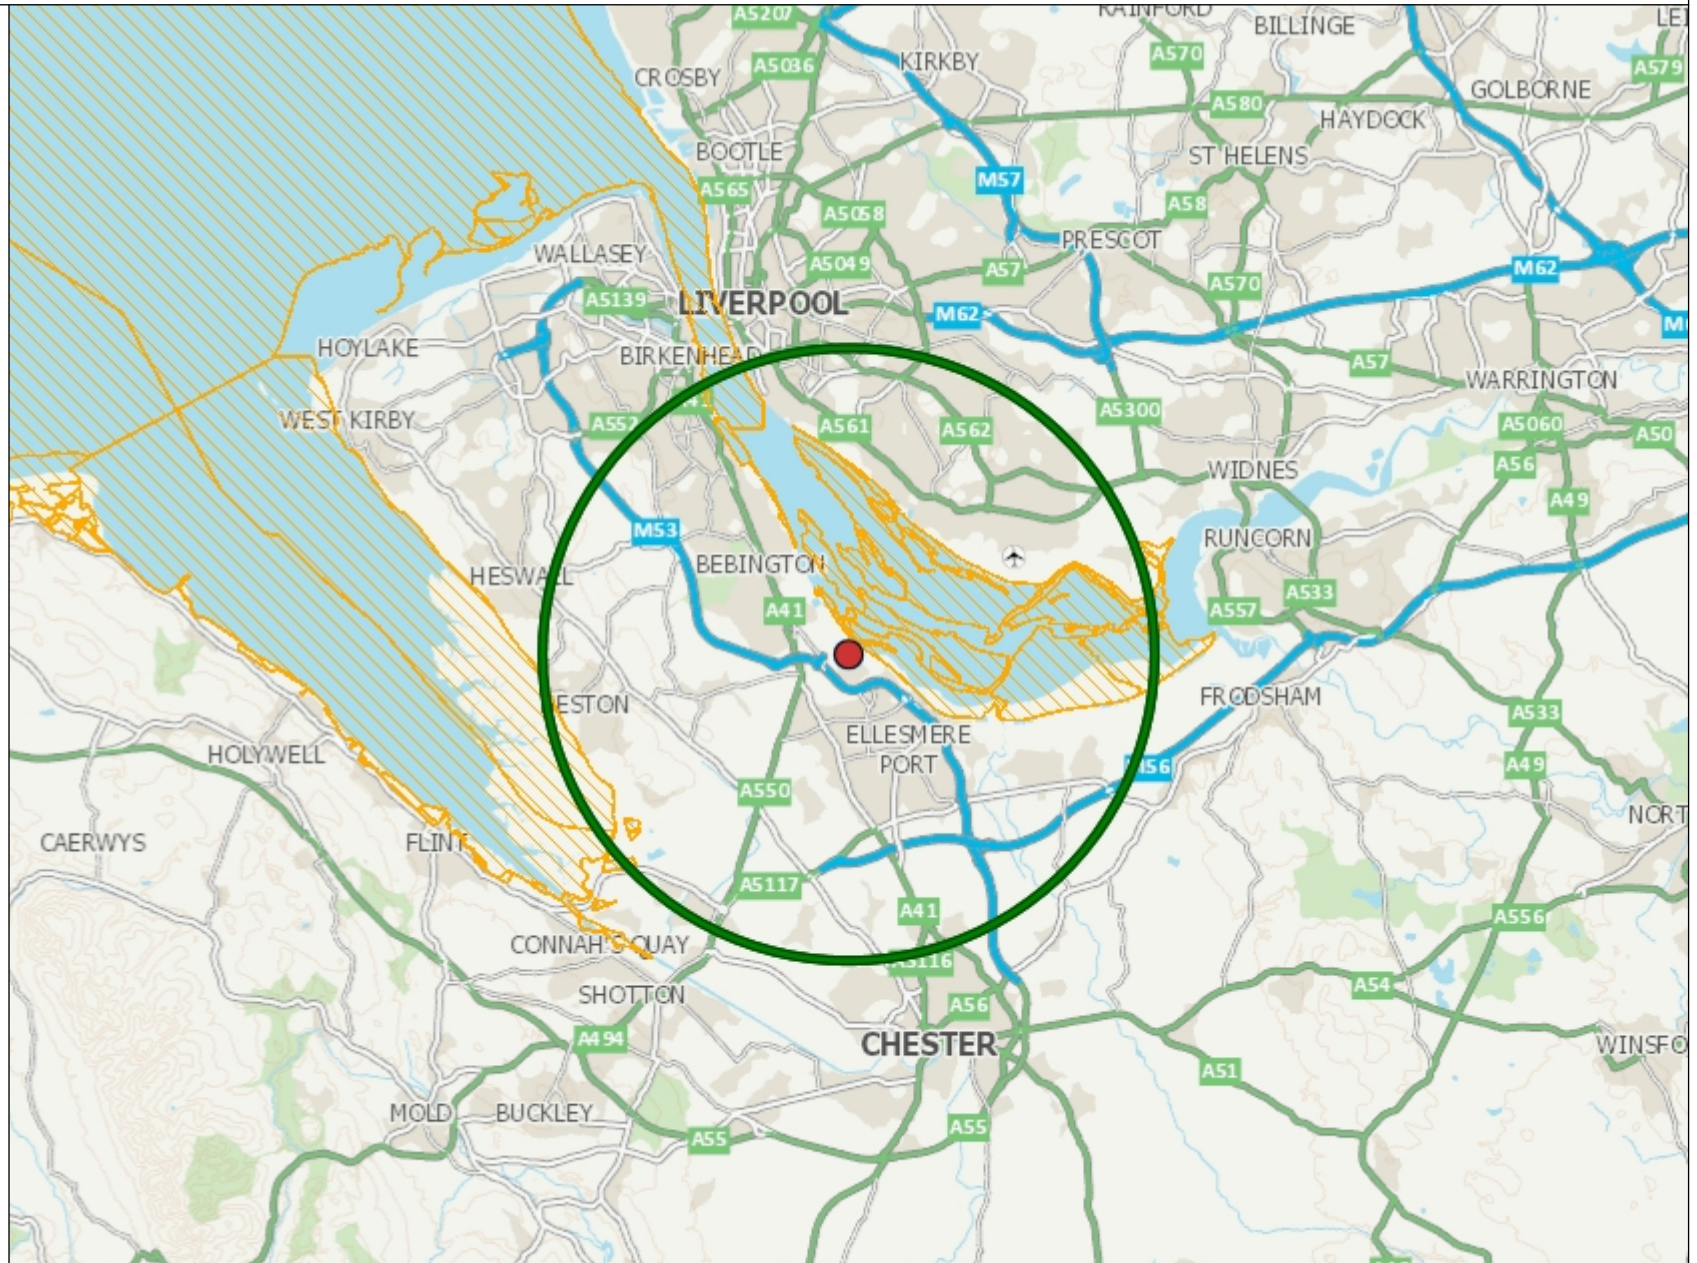 A5207
RAINFORD
BILLINGE
A5036
KIRKBY
A570
CROSBY
A579
GOLBORNE
A580
HAYDOCK
BOOTLE
ST HELENS
M57
A565
A58
A5058
PRESCOT
WALLASEY
A5049
A57
M62
A570
A5139
LIVERPOOL
M62
HOYLAKE
BIRKENHEAD
A57
WARRINGTON
A5300
WEST KIRBY
A552
A561
A562
A5060
A50
A56
WIDNES
A49
M53
RUNCORN
BEBINGTON
HESWALL
A533
A41
A557
ESTON
FRODSHAM
A533
ELLESMERE
PORT
HOLYWELL
M56
A49
A550
NORT
CAERWYS
FLINT
A5117
A41
A556
CONNAH'S QUAY
A5116
SHOTTON
A54
A56
A494
CHESTER
WINSFO
A51
MOLD
BUCKLEY
A55
A55